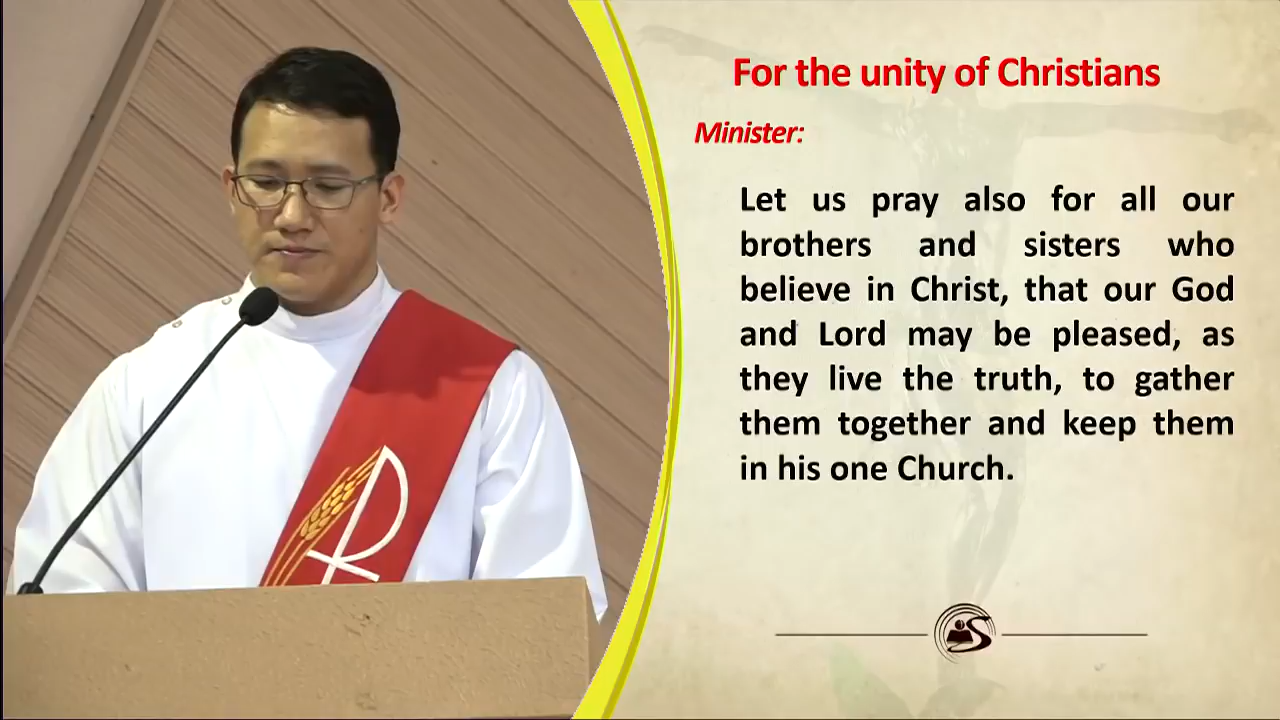 For the unity of Christians
Minister:
Let us pray also for all our
brothers and sisters who
believe in Christ, that our God
and Lord may be pleased, as
they live the truth, to gather
them together and keep them
in his one Church.